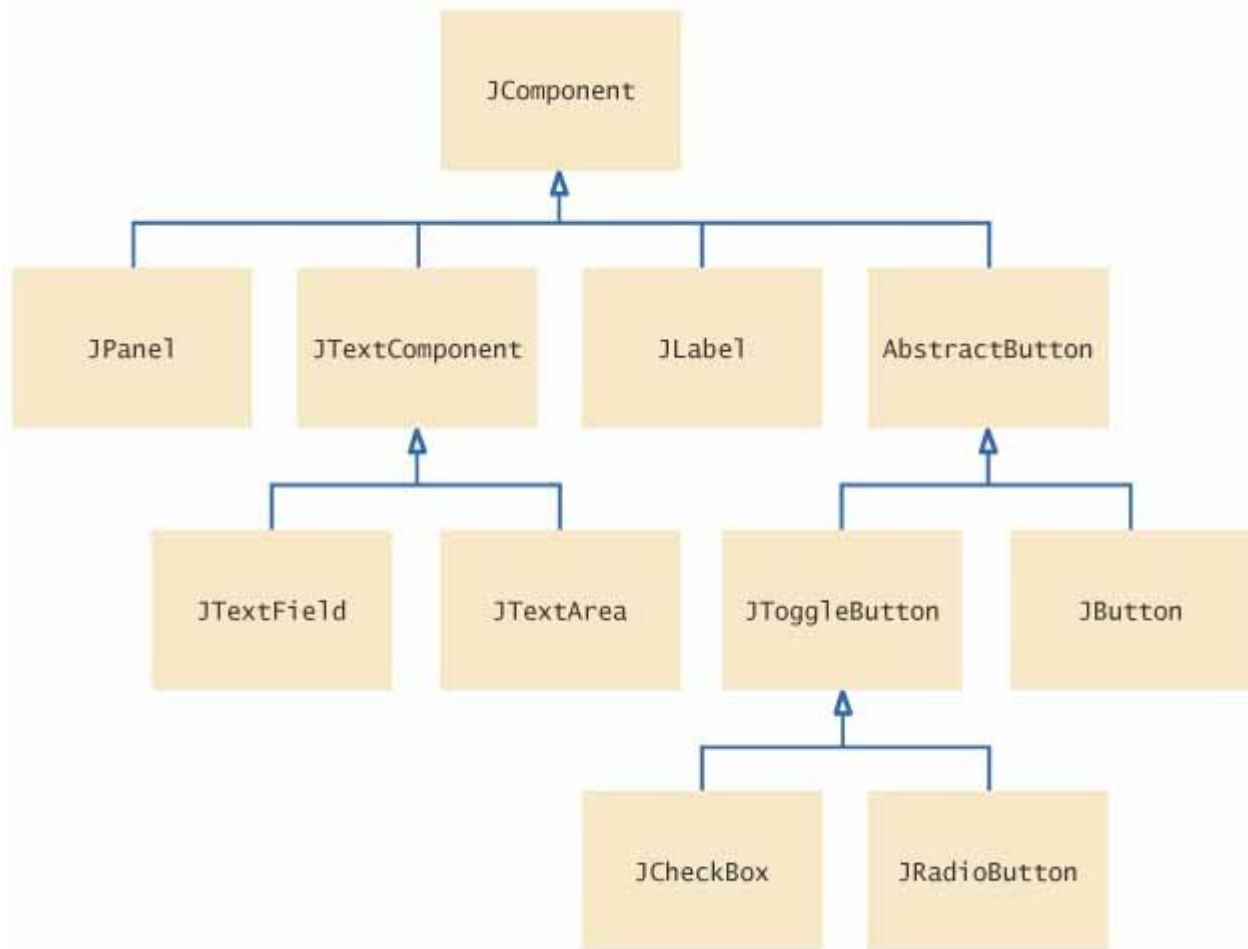 JComponent
JPanel
JTextComponent
JLabel
AbstractButton
JTextField
JTextArea
JToggleButton
JButton
JCheckBox
JRadioButton